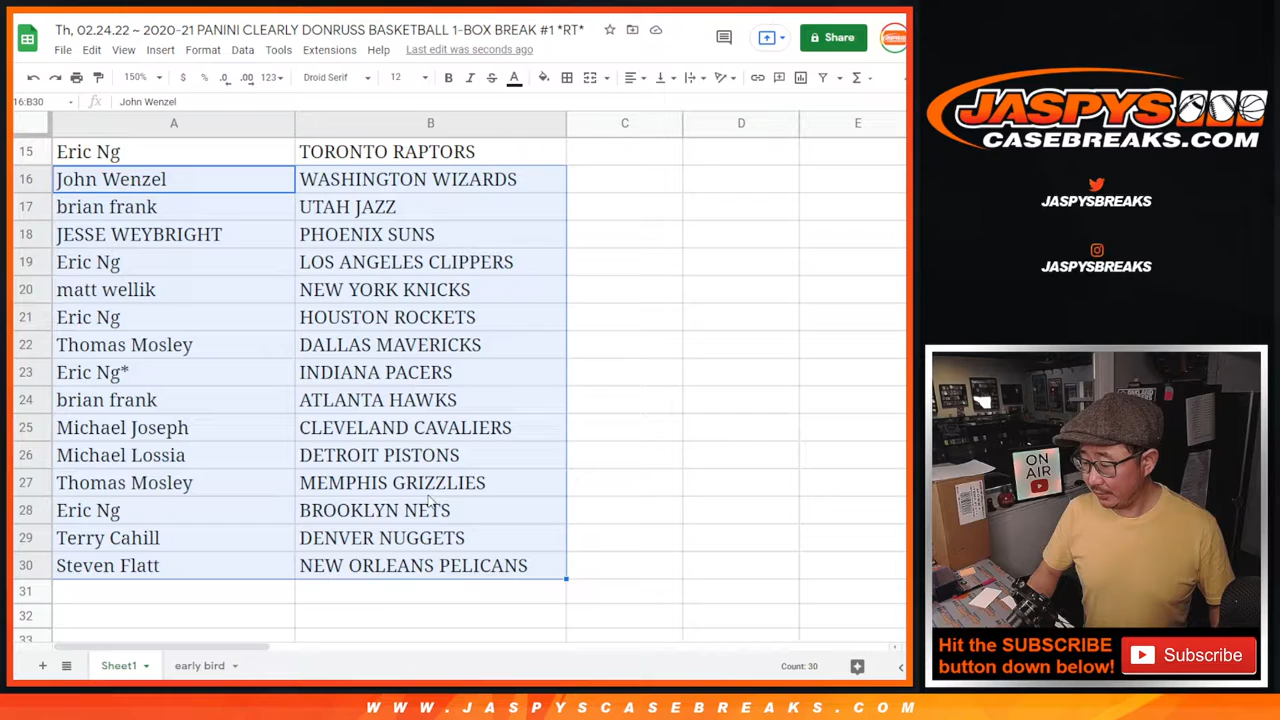 Th, 02.24.22 ~ 2020-21 PANINI CLEARLY DONRUSS BASKETBALL 1-BOX BREAK #1 *RT*
Share
File Edit View Insert Format Data Tools Extensions Help Last edit was seconds ago
150% $ % .0 .00 123 Droid Serif 12 B I S A
16:B30 fx John Wenzel
A B C D E
15 Eric Ng TORONTO RAPTORS
16 John Wenzel WASHINGTON WIZARDS
17 brian frank UTAH JAZZ
18 JESSE WEYBRIGHT PHOENIX SUNS
19 Eric Ng LOS ANGELES CLIPPERS
20 matt wellik NEW YORK KNICKS
21 Eric Ng HOUSTON ROCKETS
22 Thomas Mosley DALLAS MAVERICKS
23 Eric Ng* INDIANA PACERS
24 brian frank ATLANTA HAWKS
25 Michael Joseph CLEVELAND CAVALIERS
26 Michael Lossia DETROIT PISTONS
27 Thomas Mosley MEMPHIS GRIZZLIES
28 Eric Ng BROOKLYN NETS
29 Terry Cahill DENVER NUGGETS
30 Steven Flatt NEW ORLEANS PELICANS
31
32
33
Sheet1 early bird Count: 30
JASPYS
CASEBREAKS.COM
JASPYSBREAKS
JASPYSBREAKS
ON
AIR
Hit the SUBSCRIBE
button down below!
Subscribe
WWW.JASPYSCASEBREAKS.COM